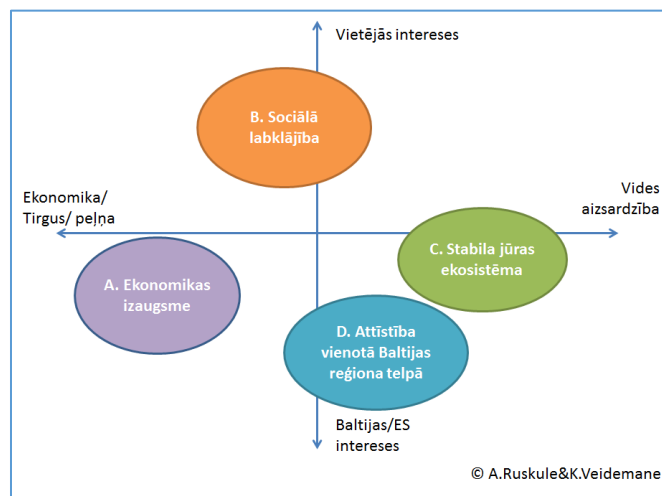 Vietējās intereses
B. Sociālā
labklājība
Ekonomika/
Tirgus/ peļņa
Vides
aizsardzība
C. Stabila jūras
ekosistēma
A. Ekonomikas
izaugsme
D. Attīstība
vienotā Baltijas
reģiona telpā
Baltijas/ES
intereses
© A.Ruskule&K.Veidemane